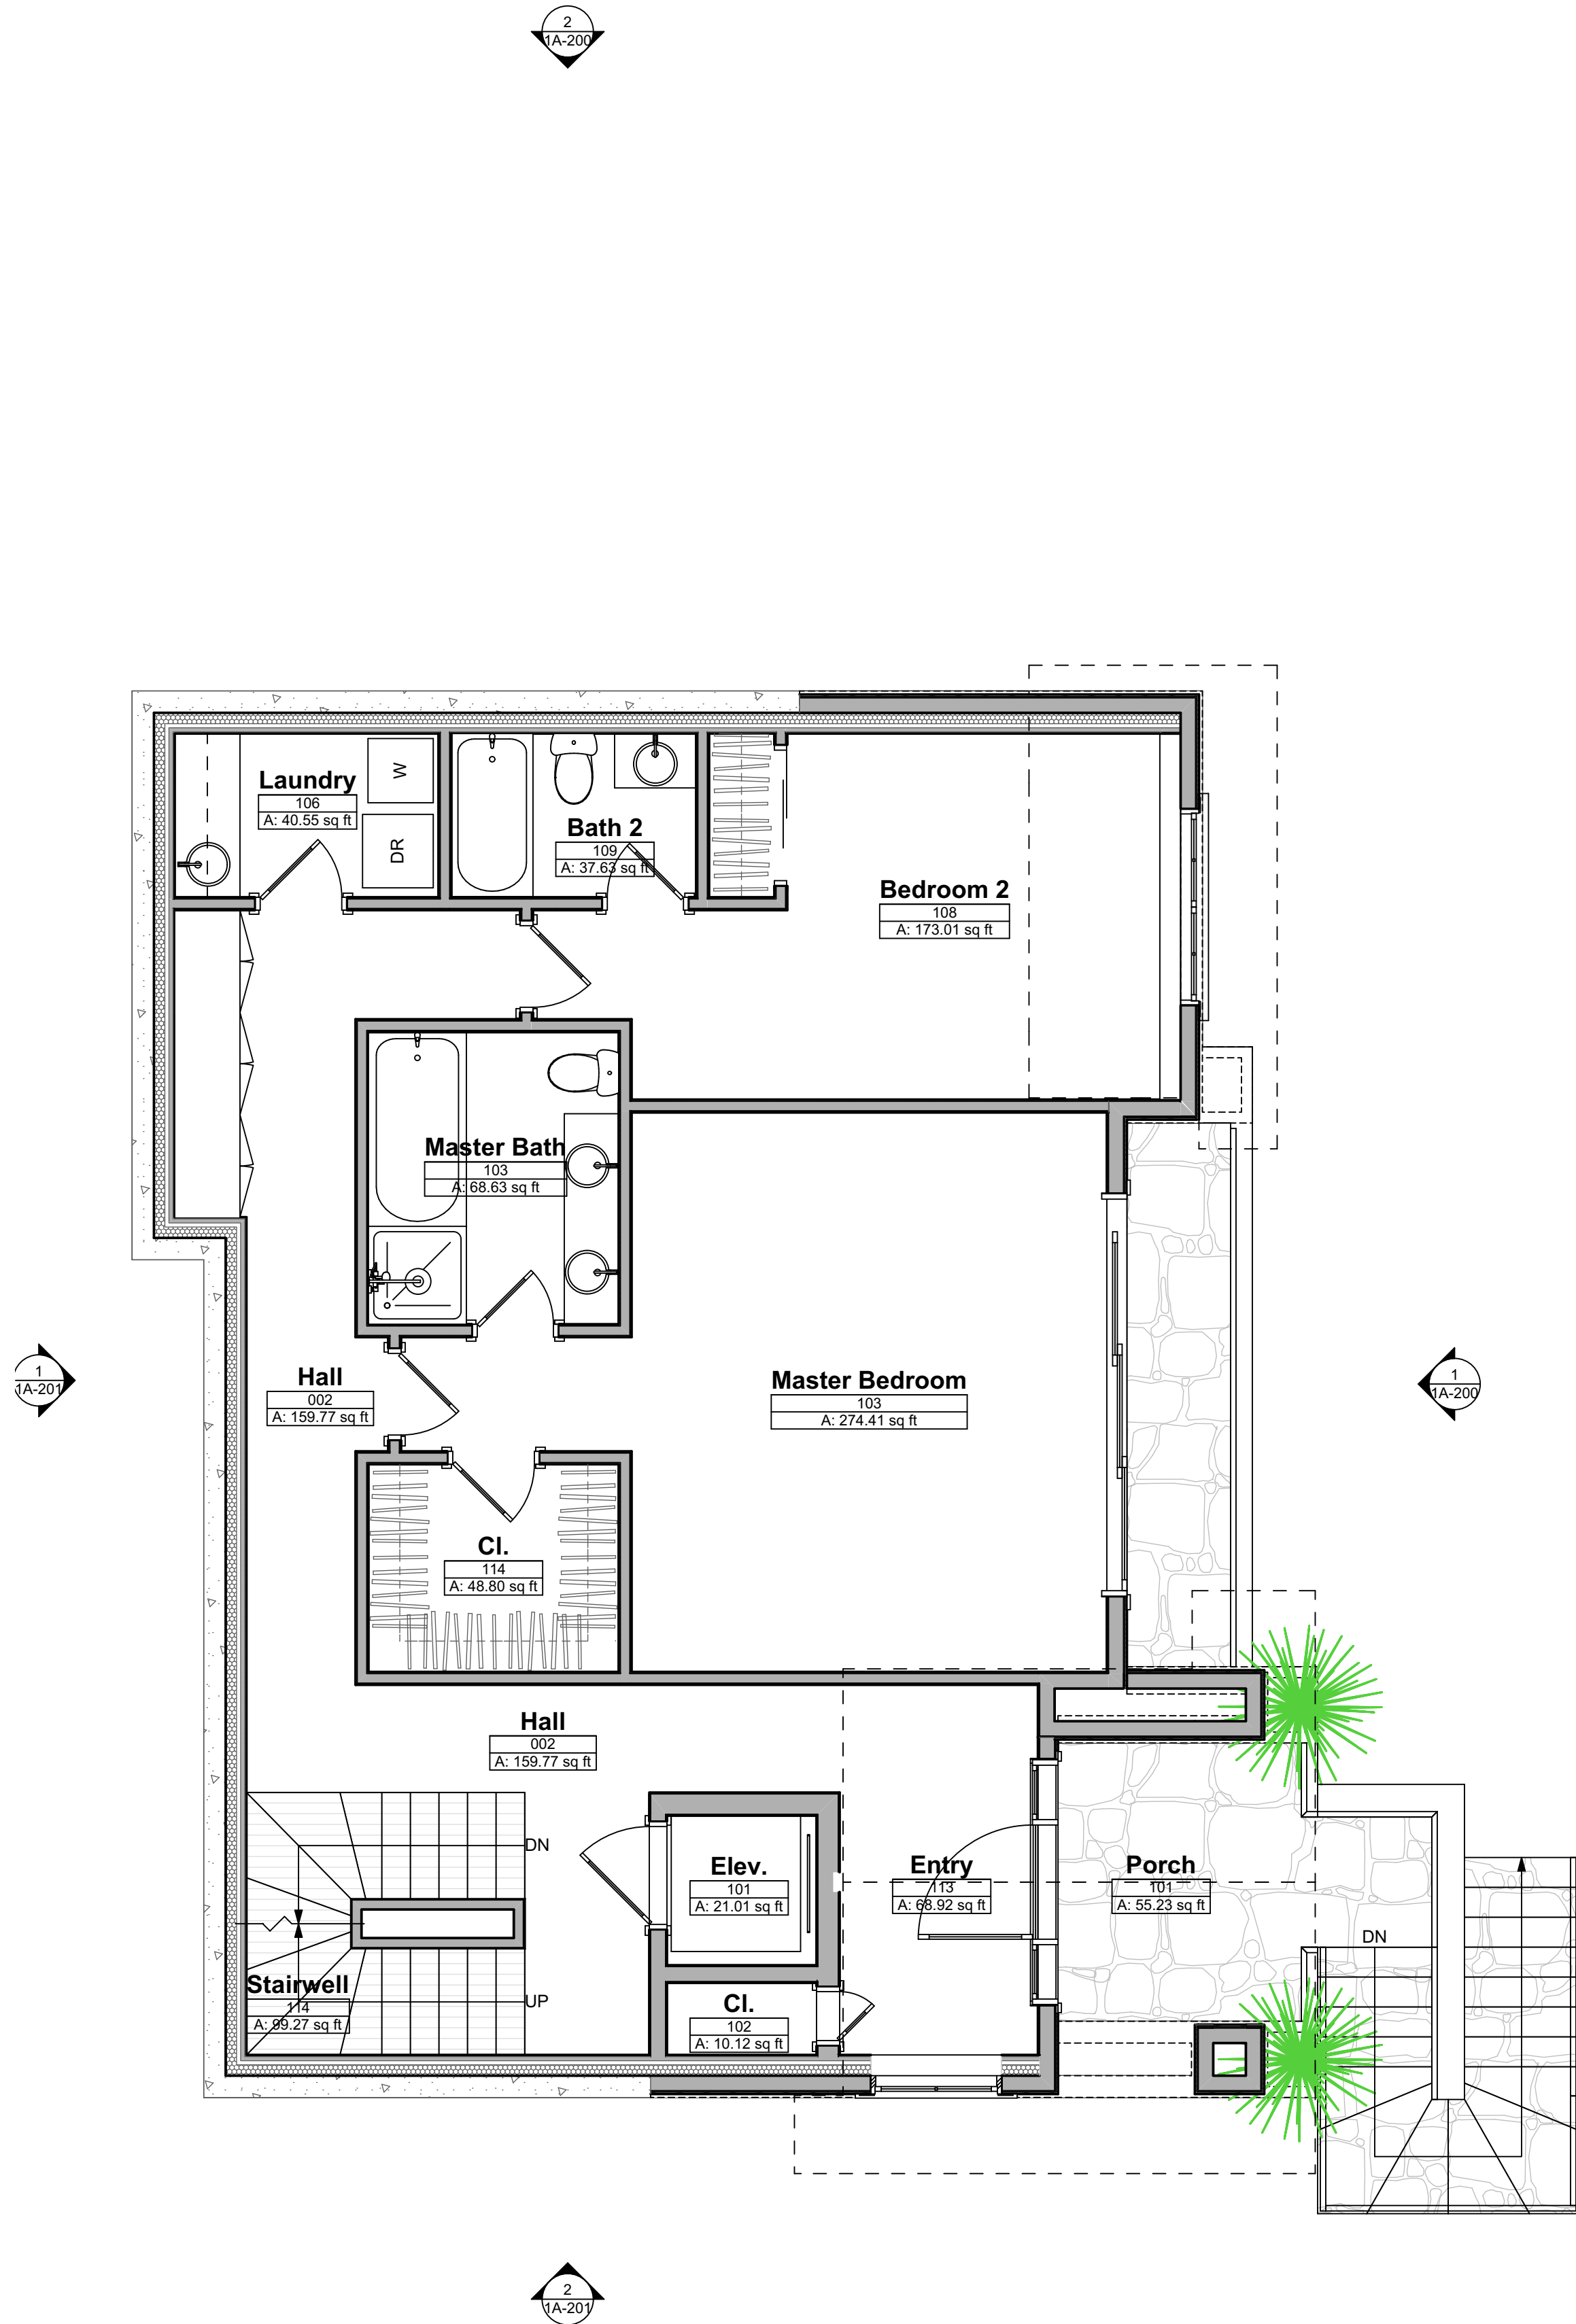 2
1A-200
Laundry
106
A: 40.55 sq ft
W
DR
Bath 2
109
A: 37.63 sq ft
Bedroom 2
108
A: 173.01 sq ft
Master Bath
103
A: 68.63 sq ft
Hall
002
A: 159.77 sq ft
Master Bedroom
103
A: 274.41 sq ft
1
1A-201
1
1A-200
Cl.
114
A: 48.80 sq ft
Hall
002
A: 159.77 sq ft
DN
Elev.
101
A: 21.01 sq ft
Entry
113
A: 68.92 sq ft
Porch
101
A: 55.23 sq ft
DN
Stairwell
114
A: 99.27 sq ft
UP
Cl.
102
A: 10.12 sq ft
2
1A-201